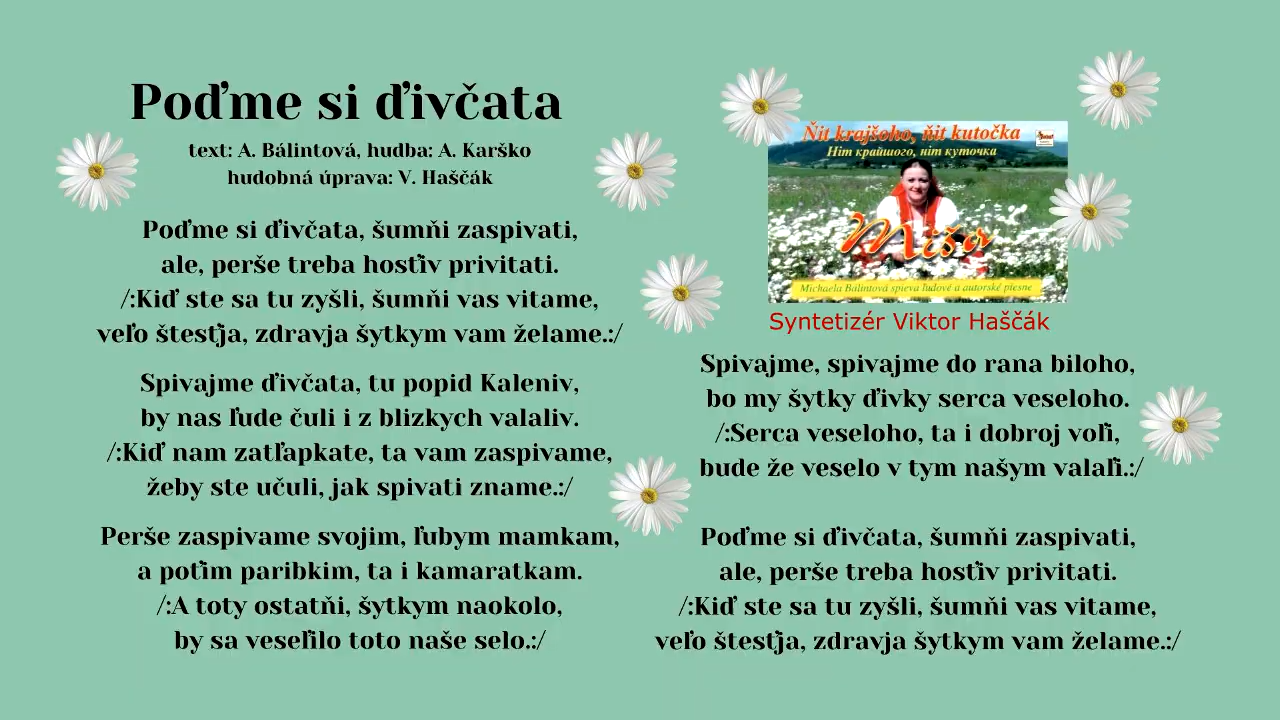 Poďme si ďivčata
text: A. Bálintová, hudba: A. Karško
hudobná úprava: V. Haščák
Poďme si ďivčata, šumňi zaspivati,
ale, perše treba hosťiv privitati.
/:Kiď ste sa tu zyšli, šumňi vas vitame,
veľo štesťja, zdravja šytkym vam želame.:/
Spivajme ďivčata, tu popid Kaleniv,
by nas ľude čuli i z blizkych valaliv.
/:Kiď nam zatľapkate, ta vam zaspivame,
žeby ste učuli, jak spivati zname.:/
Perše zaspivame svojim, ľubym mamkam,
a poťim paribkim, ta i kamaratkam.
/:A toty ostatňi, šytkym naokolo,
by sa veseľilo toto naše selo.:/
Ňit krajšoho, ňit kutočka
Нїт крайшого, нїт куточка
Mišo
Michaela Bálintová spieva ľudové a autorské piesne
Syntetizér Viktor Haščák
Spivajme, spivajme do rana biloho,
bo my šytky ďivky serca veseloho.
/:Serca veseloho, ta i dobroj voľi,
bude že veselo v tym našym valaľi.:/
Poďme si ďivčata, šumňi zaspivati,
ale, perše treba hosťiv privitati.
/:Kiď ste sa tu zyšli, šumňi vas vitame,
veľo štesťja, zdravja šytkym vam želame.:/